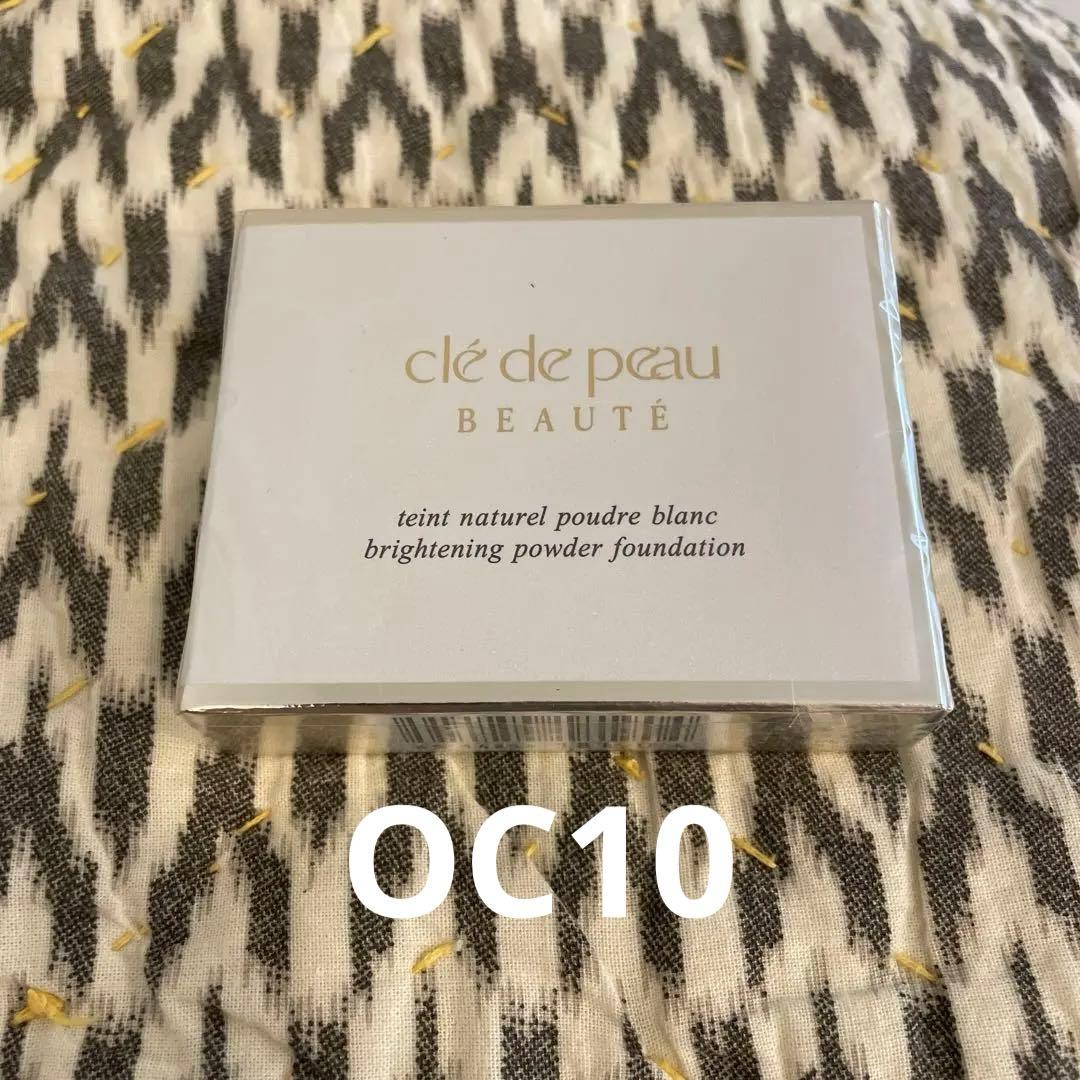 clé de peau
BEAUTÉ
teint naturel poudre blanc
brightening powder foundation
OC10